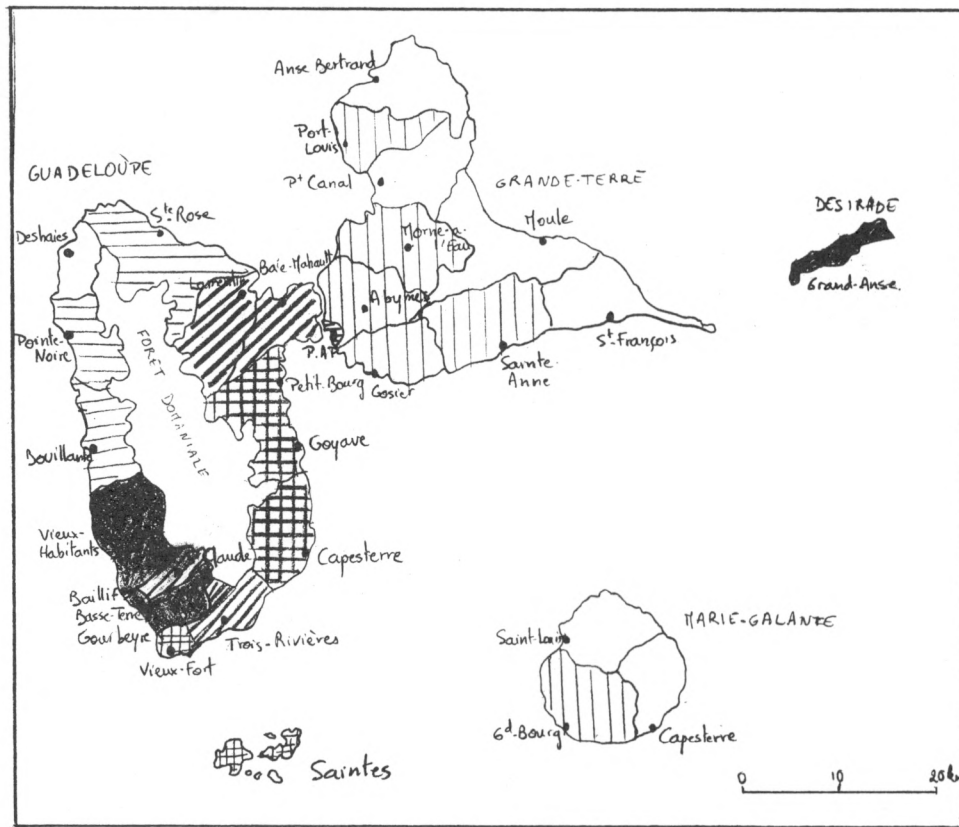 Anse Bertrand
Port-
Louis
GUADELOUPE
Pt Canal
GRANDE-TERRE
Ste Rose
Deshaies
Morne-à-
l'Eau
Moule
DESIRADE
Grand-Anse.
Lamentin
Baie-Mahault
Abymes
Pointe-
Noire
FORÊT
DOMANIALE
P.AP
Petit-Bourg
Gosier
Sainte-
Anne
St François
Bouillante
Goyave
Vieux-
Habitants
Claude
Capesterre
Baillif
Basse-Terre
Gourbeyre
Trois-Rivières
Vieux-Fort
MARIE-GALANTE
Saint-Louis
Gd-Bourg
Capesterre
Saintes
0 10 20 km